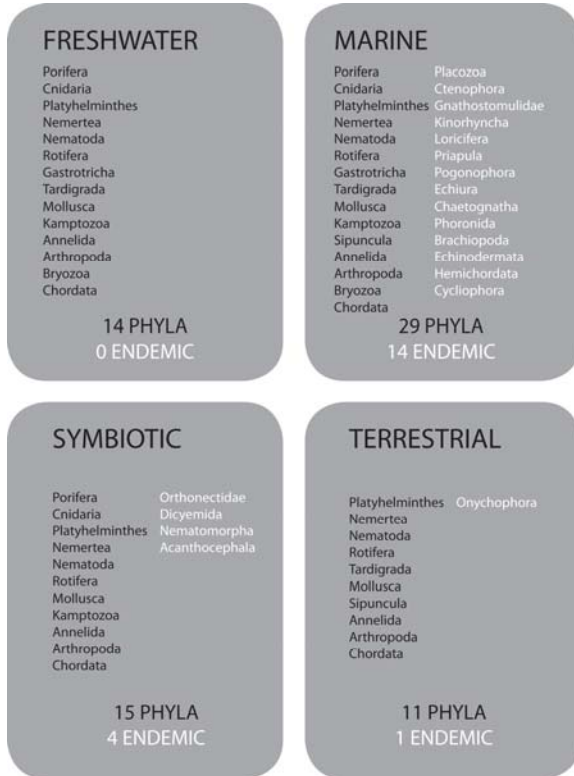 FRESHWATER
Porifera
Cnidaria
Platyhelminthes
Nemertea
Nematoda
Rotifera
Gastrotricha
Tardigrada
Mollusca
Kamptozoa
Annelida
Arthropoda
Bryozoa
Chordata
14 PHYLA
0 ENDEMIC
MARINE
Porifera
Cnidaria
Platyhelminthes
Nemertea
Nematoda
Rotifera
Gastrotricha
Tardigrada
Mollusca
Kamptozoa
Sipuncula
Annelida
Arthropoda
Bryozoa
Chordata
Placozoa
Ctenophora
Gnathostomulidae
Kinorhyncha
Loricifera
Priapula
Pogonophora
Echiura
Chaetognatha
Phoronida
Brachiopoda
Echinodermata
Hemichordata
Cycliophora
29 PHYLA
14 ENDEMIC
SYMBIOTIC
Porifera
Cnidaria
Platyhelminthes
Nemertea
Nematoda
Rotifera
Mollusca
Kamptozoa
Annelida
Arthropoda
Chordata
Orthonectidae
Dicyemida
Nematomorpha
Acanthocephala
15 PHYLA
4 ENDEMIC
TERRESTRIAL
Platyhelminthes
Nemertea
Nematoda
Rotifera
Tardigrada
Mollusca
Sipuncula
Annelida
Arthropoda
Chordata
Onychophora
11 PHYLA
1 ENDEMIC